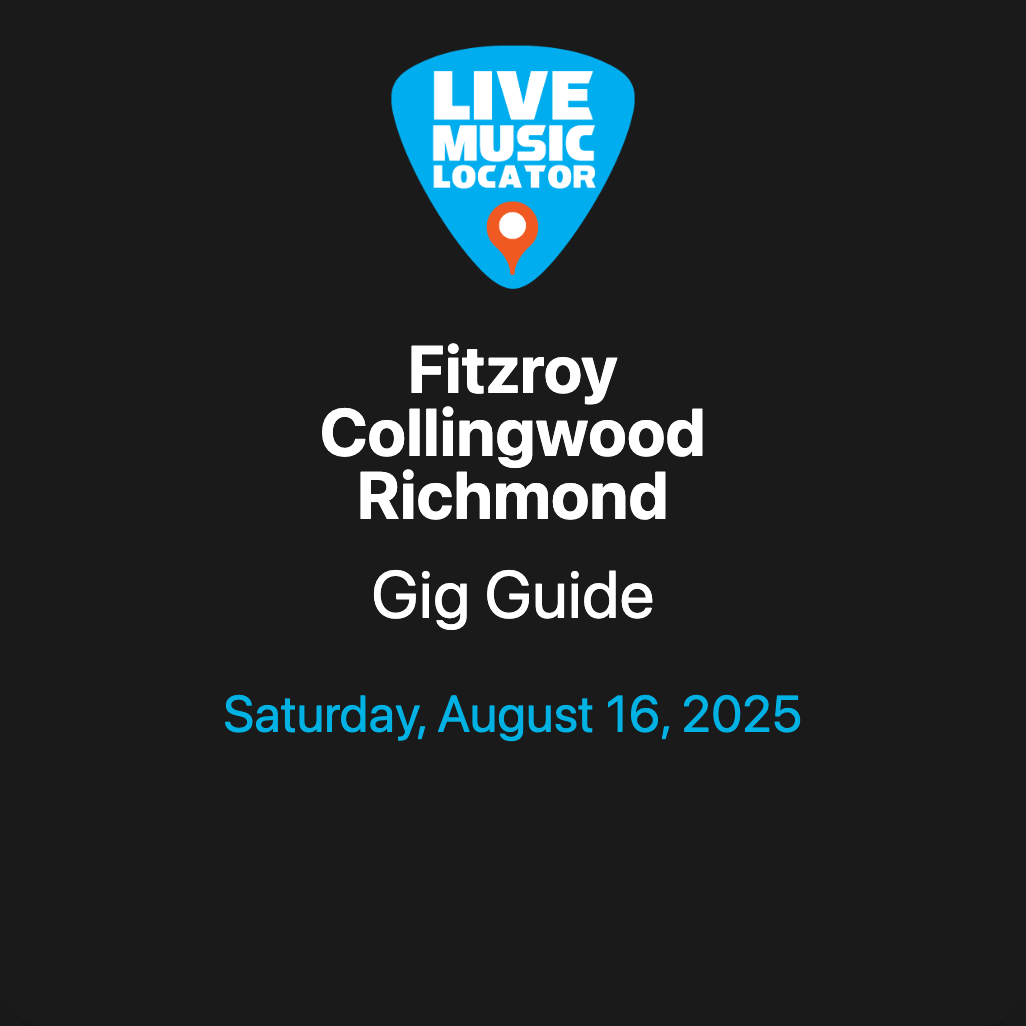 LIVE
MUSIC
LOCATOR
Fitzroy
Collingwood
Richmond
Gig Guide
Saturday, August 16, 2025